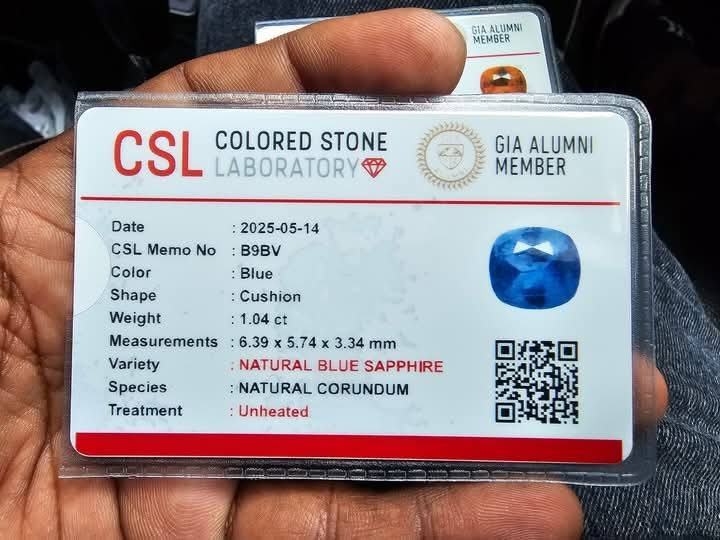 GIA ALUMNI
MEMBER
CSL COLORED STONE
LABORATORY
GIA ALUMNI
MEMBER
Date : 2025-05-14
CSL Memo No : B9BV
Color : Blue
Shape : Cushion
Weight : 1.04 ct
Measurements : 6.39 x 5.74 x 3.34 mm
Variety : NATURAL BLUE SAPPHIRE
Species : NATURAL CORUNDUM
Treatment : Unheated